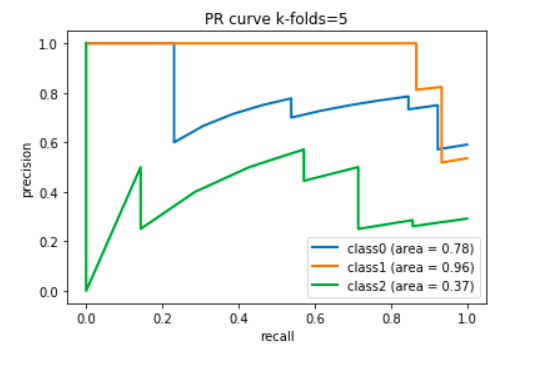 PR curve k-folds=5
1.0
0.8
0.6
0.4
0.2
0.0
precision
class0 (area = 0.78)
class1 (area = 0.96)
class2 (area = 0.37)
0.0 0.2 0.4 0.6 0.8 1.0
recall